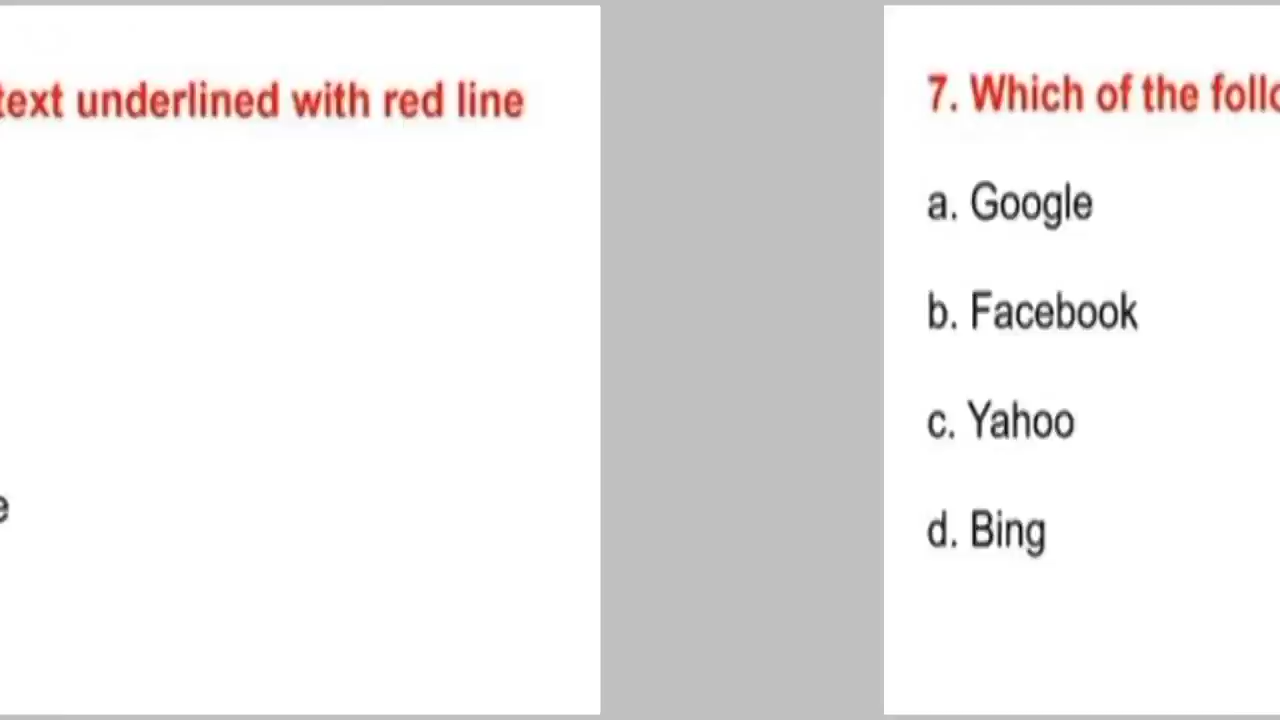 text underlined with red line
e
7. Which of the follo
a. Google
b. Facebook
c. Yahoo
d. Bing